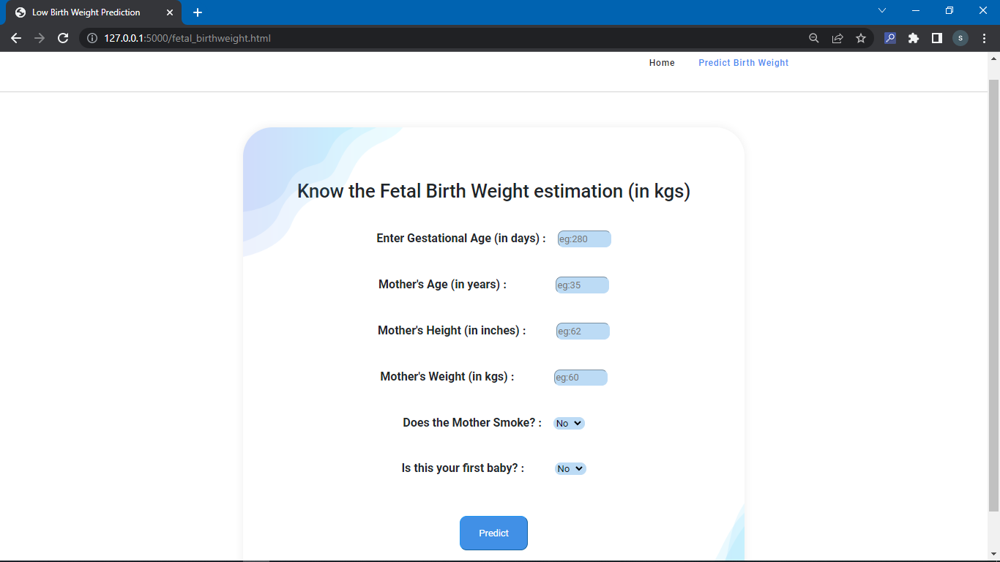 Low Birth Weight Prediction
127.0.0.1:5000/fetal_birthweight.html
s
Home Predict Birth Weight
Know the Fetal Birth Weight estimation (in kgs)
Enter Gestational Age (in days) : eg:280
Mother's Age (in years) : eg:35
Mother's Height (in inches) : eg:62
Mother's Weight (in kgs) : eg:60
Does the Mother Smoke? : No
Is this your first baby? : No
Predict